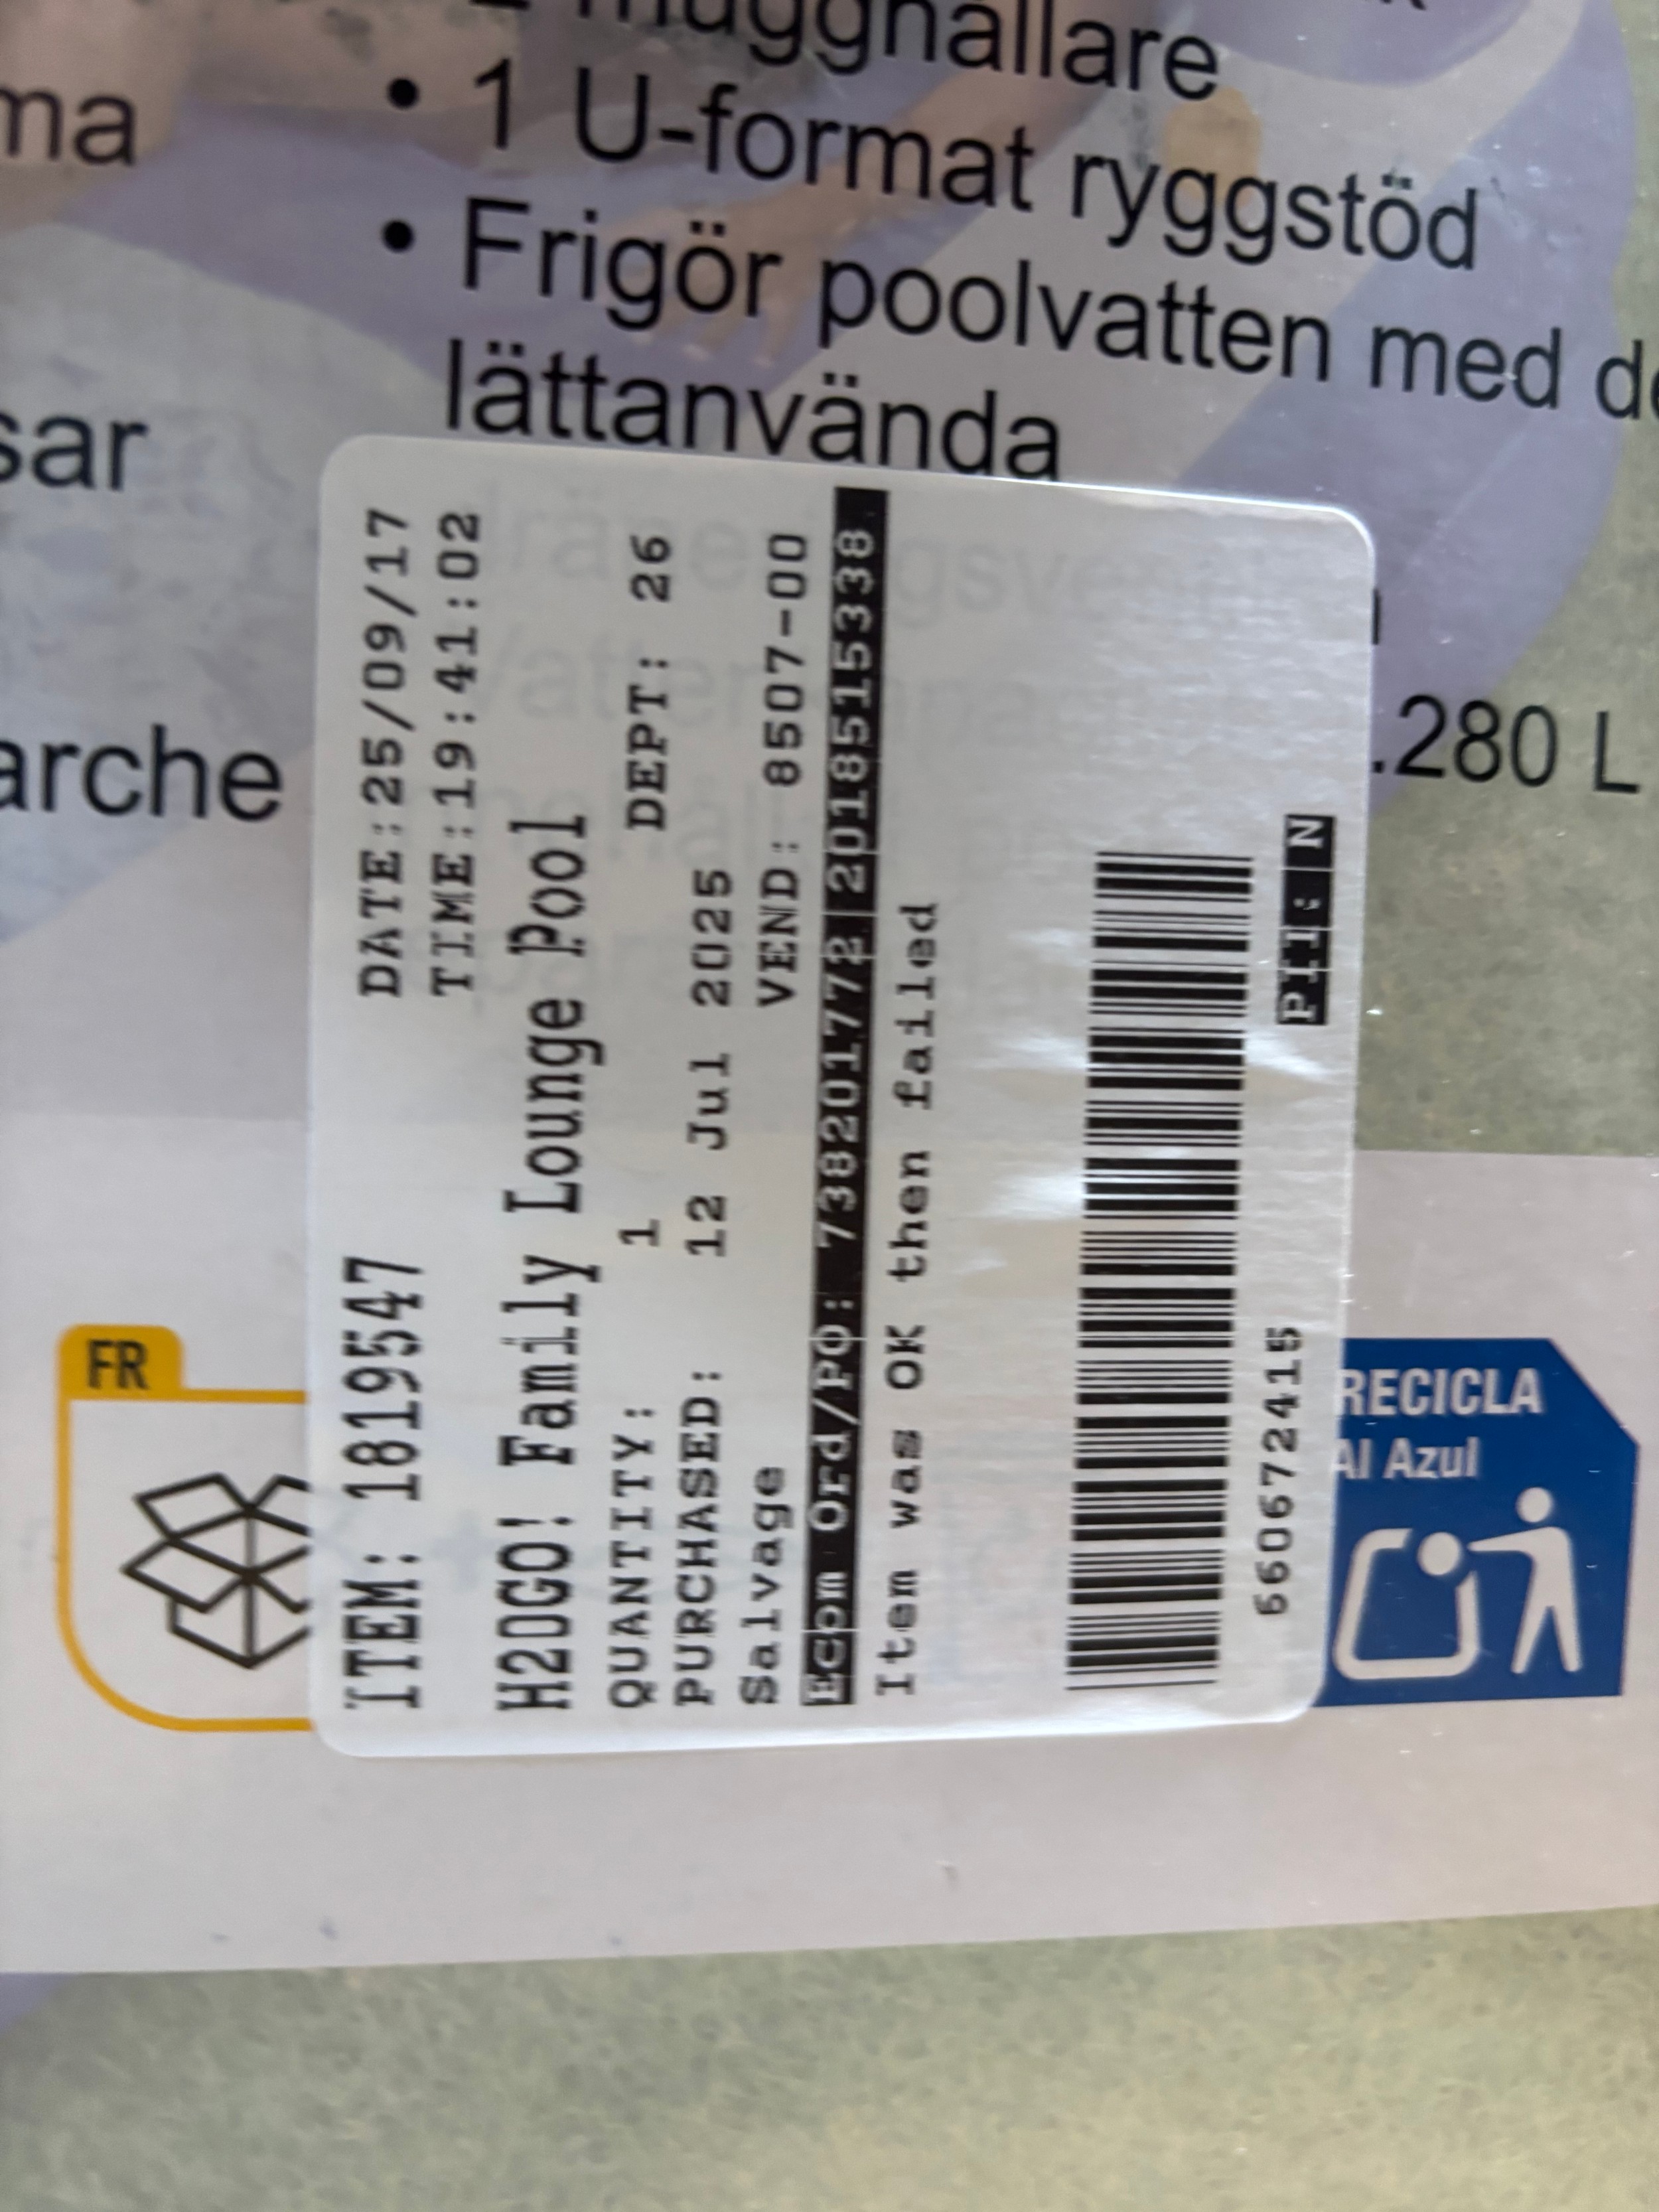 mugghållare
• 1 U-format ryggstöd
• Frigör poolvatten med
lättanvända
ma
sar
arche
.280 L
ITEM: 1819547 DATE:25/09/17
TIME:19:41:02
H2OGO! Family Lounge Pool
QUANTITY: 1 DEPT: 26
PURCHASED: 12 Jul 2025
Salvage VEND: 8507-00
Ecom Ord/PO: 7382017722018515338
Item was OK then failed
660672415
PII: N
FR
RECICLA
Al Azul